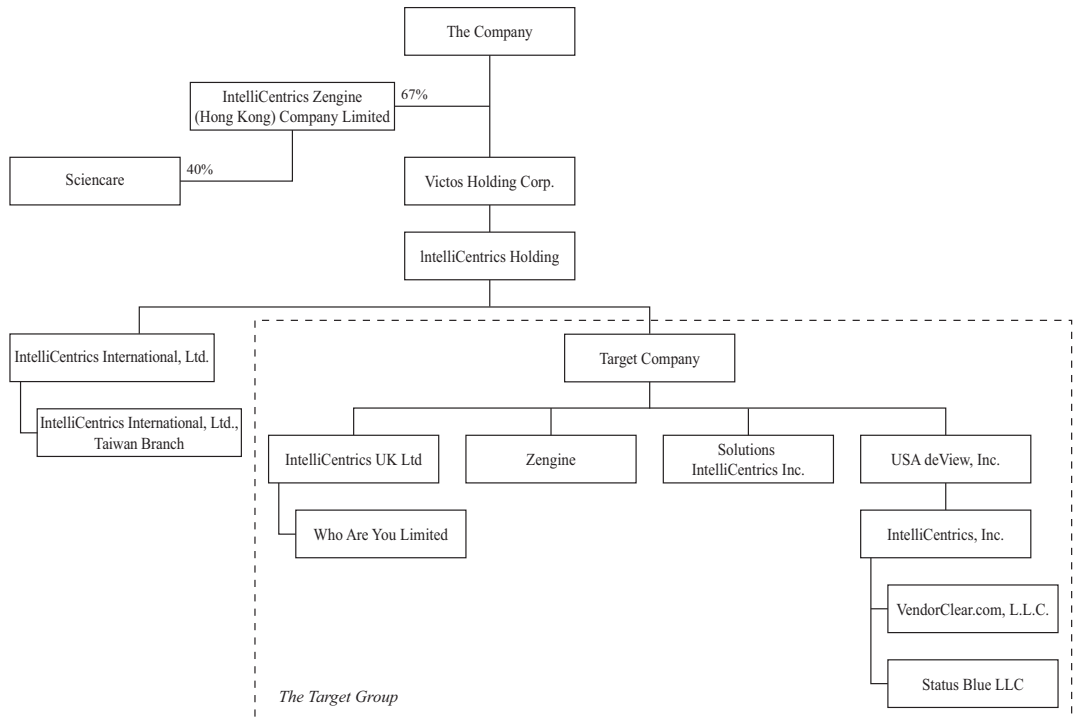 The Company
IntelliCentrics Zengine
(Hong Kong) Company Limited
67%
Sciencare
40%
Victos Holding Corp.
IntelliCentrics Holding
IntelliCentrics International, Ltd.
Target Company
IntelliCentrics International, Ltd.,
Taiwan Branch
IntelliCentrics UK Ltd
Zengine
Solutions
IntelliCentrics Inc.
USA deView, Inc.
Who Are You Limited
IntelliCentrics, Inc.
VendorClear.com, L.L.C.
Status Blue LLC
The Target Group